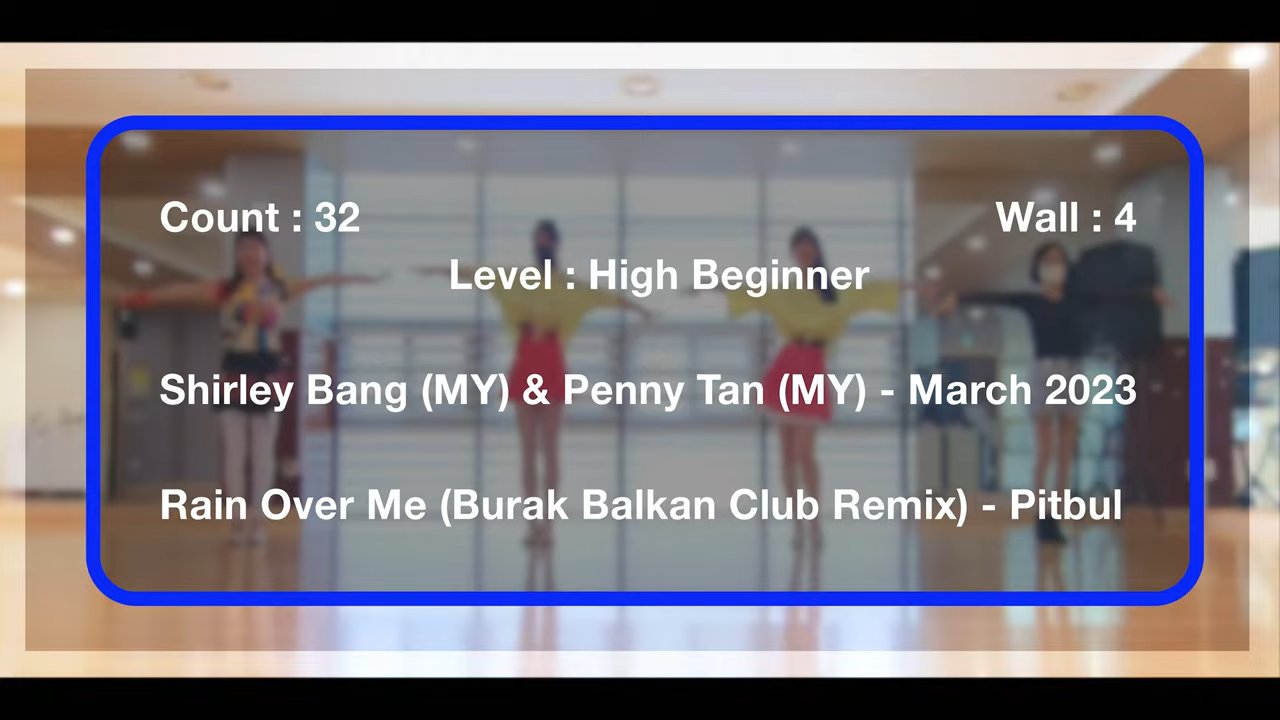 Count : 32 Wall : 4
Level : High Beginner
Shirley Bang (MY) & Penny Tan (MY) - March 2023
Rain Over Me (Burak Balkan Club Remix) - Pitbul